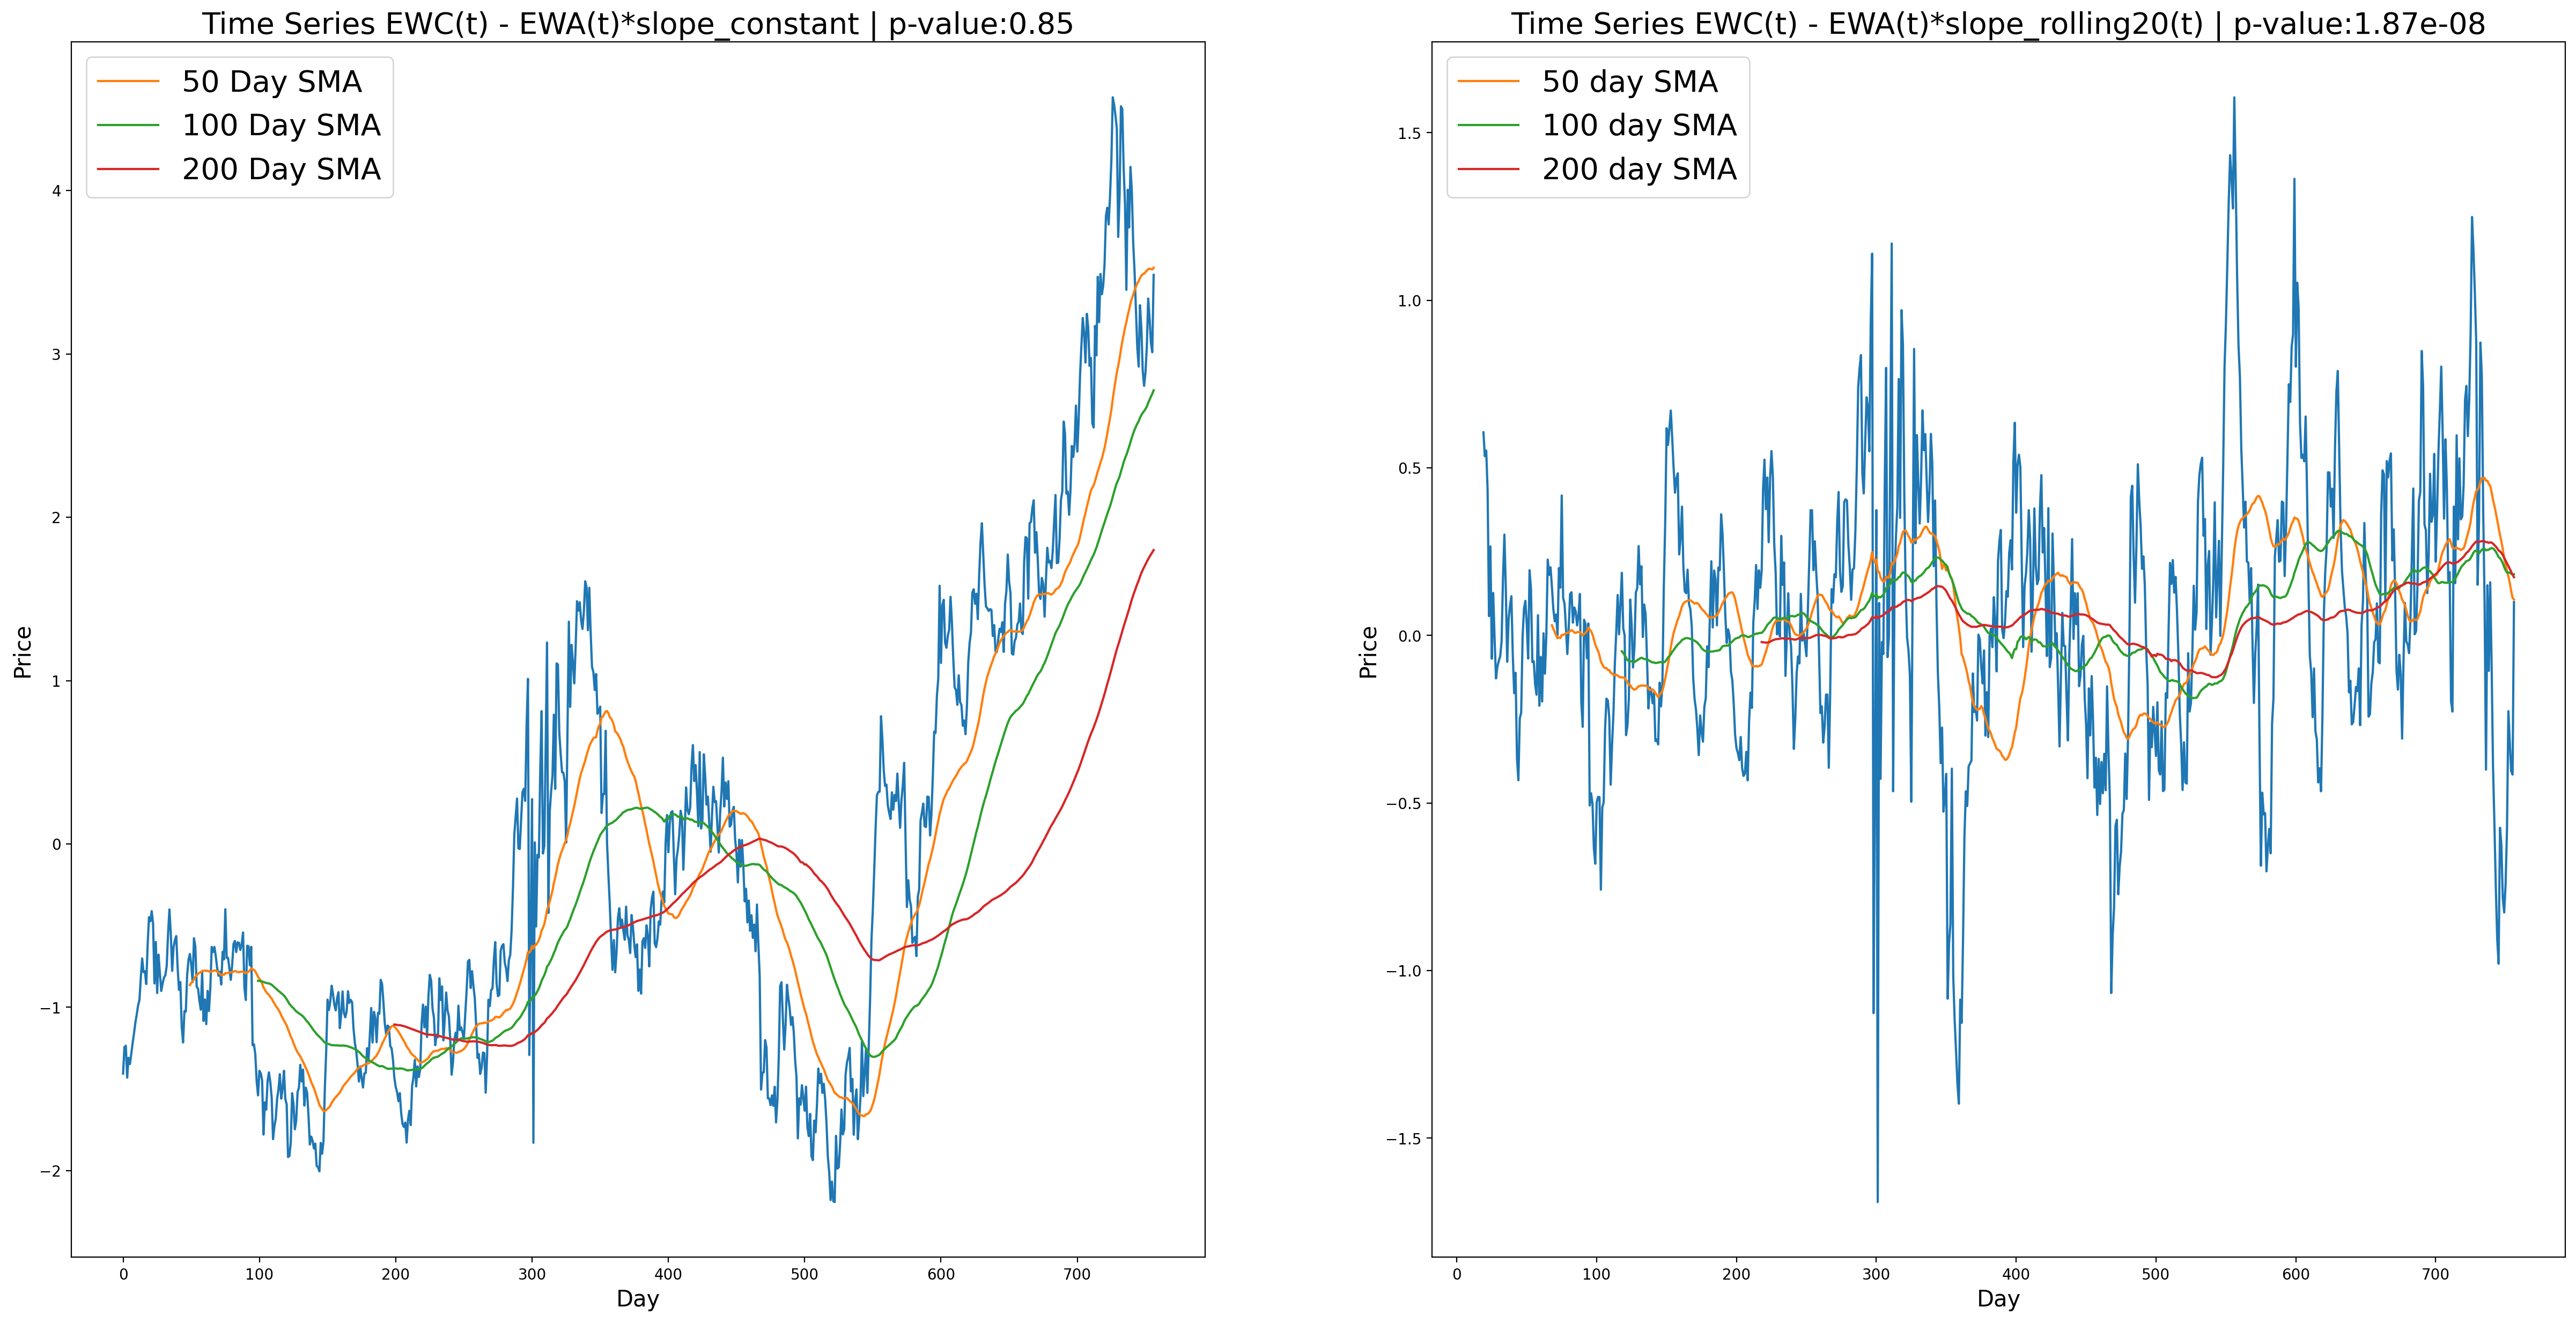 Time Series EWC(t) - EWA(t)*slope_constant | p-value:0.85
50 Day SMA
100 Day SMA
200 Day SMA
Price
4
3
2
1
0
−1
−2
0 100 200 300 400 500 600 700
Day
Time Series EWC(t) - EWA(t)*slope_rolling20(t) | p-value:1.87e-08
50 day SMA
100 day SMA
200 day SMA
Price
1.5
1.0
0.5
0.0
−0.5
−1.0
−1.5
0 100 200 300 400 500 600 700
Day